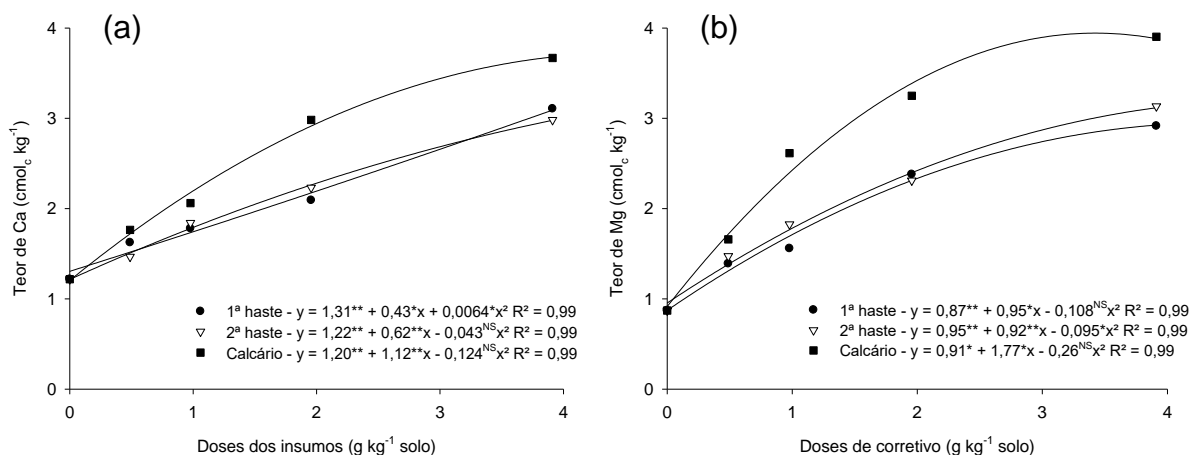 (a)
4
3
2
1
0
0 1 2 3 4
Teor de Ca (cmolc kg-1)
Doses dos insumos (g kg-1 solo)
1ª haste - y = 1,31** + 0,43*x + 0,0064*x² R² = 0,99
2ª haste - y = 1,22** + 0,62**x - 0,043NSx² R² = 0,99
Calcário - y = 1,20** + 1,12**x - 0,124NSx² R² = 0,99
(b)
4
3
2
1
0
0 1 2 3 4
Teor de Mg (cmolc kg-1)
Doses de corretivo (g kg-1 solo)
1ª haste - y = 0,87** + 0,95*x - 0,108NSx² R² = 0,99
2ª haste - y = 0,95** + 0,92**x - 0,095*x² R² = 0,99
Calcário - y = 0,91* + 1,77*x - 0,26NSx² R² = 0,99